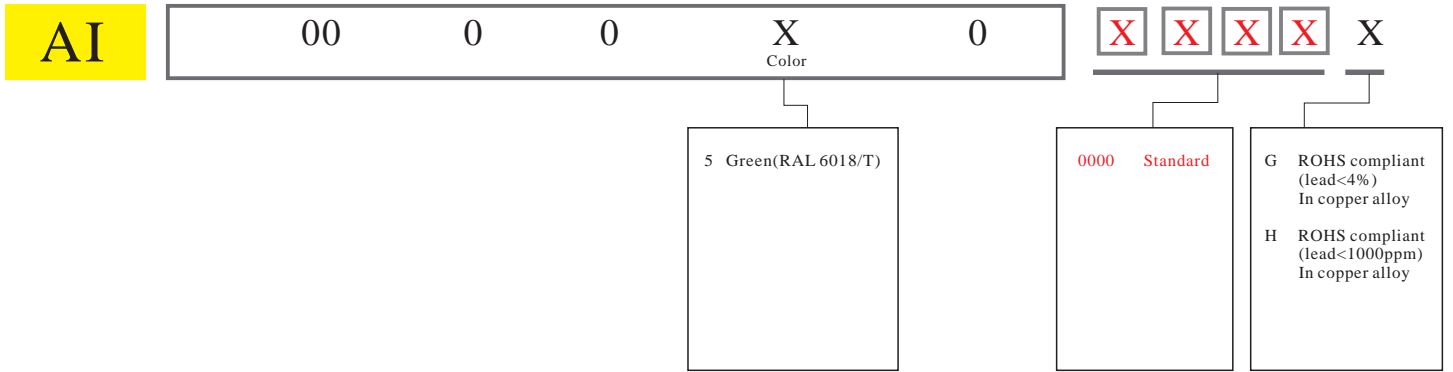 AI 00 0 0 X 0 X X X X X
Color
5 Green(RAL 6018/T)
0000 Standard
G ROHS compliant
(lead<4%)
In copper alloy
H ROHS compliant
(lead<1000ppm)
In copper alloy